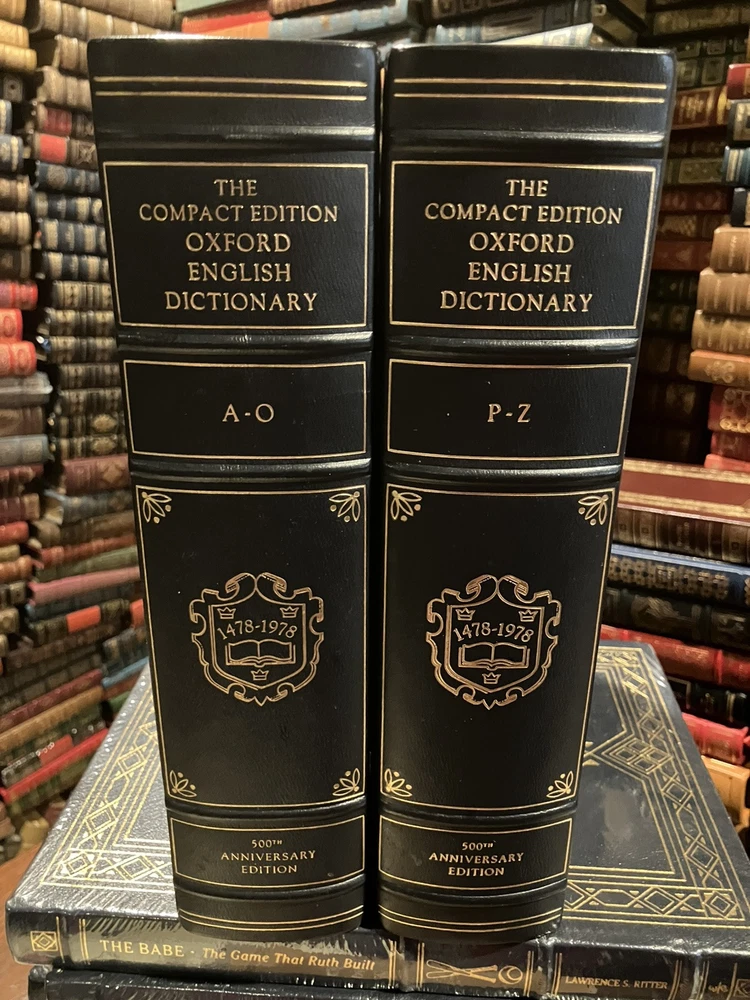 THE
COMPACT EDITION
OXFORD
ENGLISH
DICTIONARY
A-O
1478-1978
500TH
ANNIVERSARY
EDITION
THE
COMPACT EDITION
OXFORD
ENGLISH
DICTIONARY
P-Z
1478-1978
500TH
ANNIVERSARY
EDITION
THE BABE · The Game That Ruth Built
LAWRENCE S. RITTER